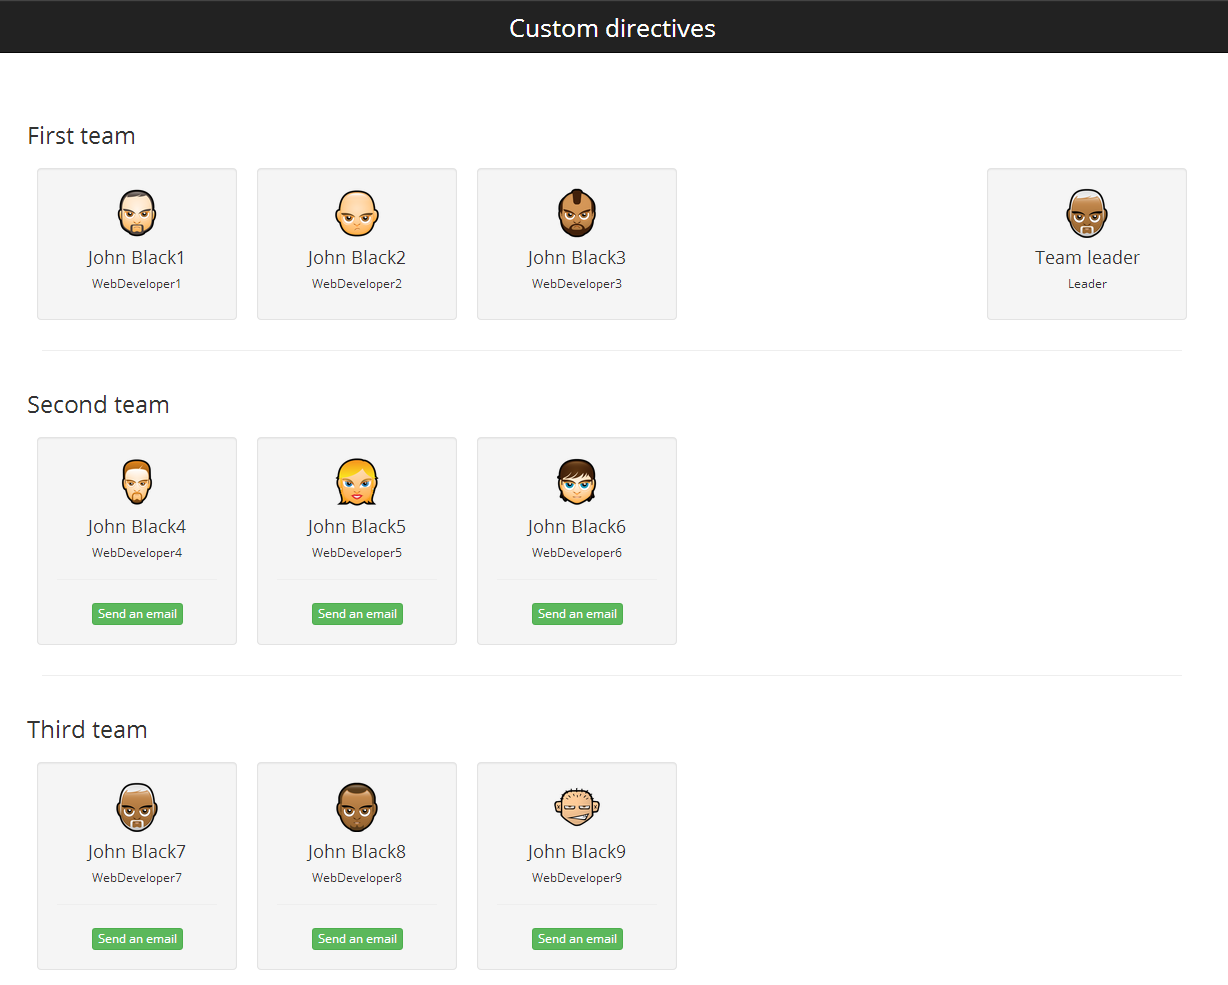 Custom directives
First team
John Black1
WebDeveloper1
John Black2
WebDeveloper2
John Black3
WebDeveloper3
Team leader
Leader
Second team
John Black4
WebDeveloper4
Send an email
John Black5
WebDeveloper5
Send an email
John Black6
WebDeveloper6
Send an email
Third team
John Black7
WebDeveloper7
Send an email
John Black8
WebDeveloper8
Send an email
John Black9
WebDeveloper9
Send an email